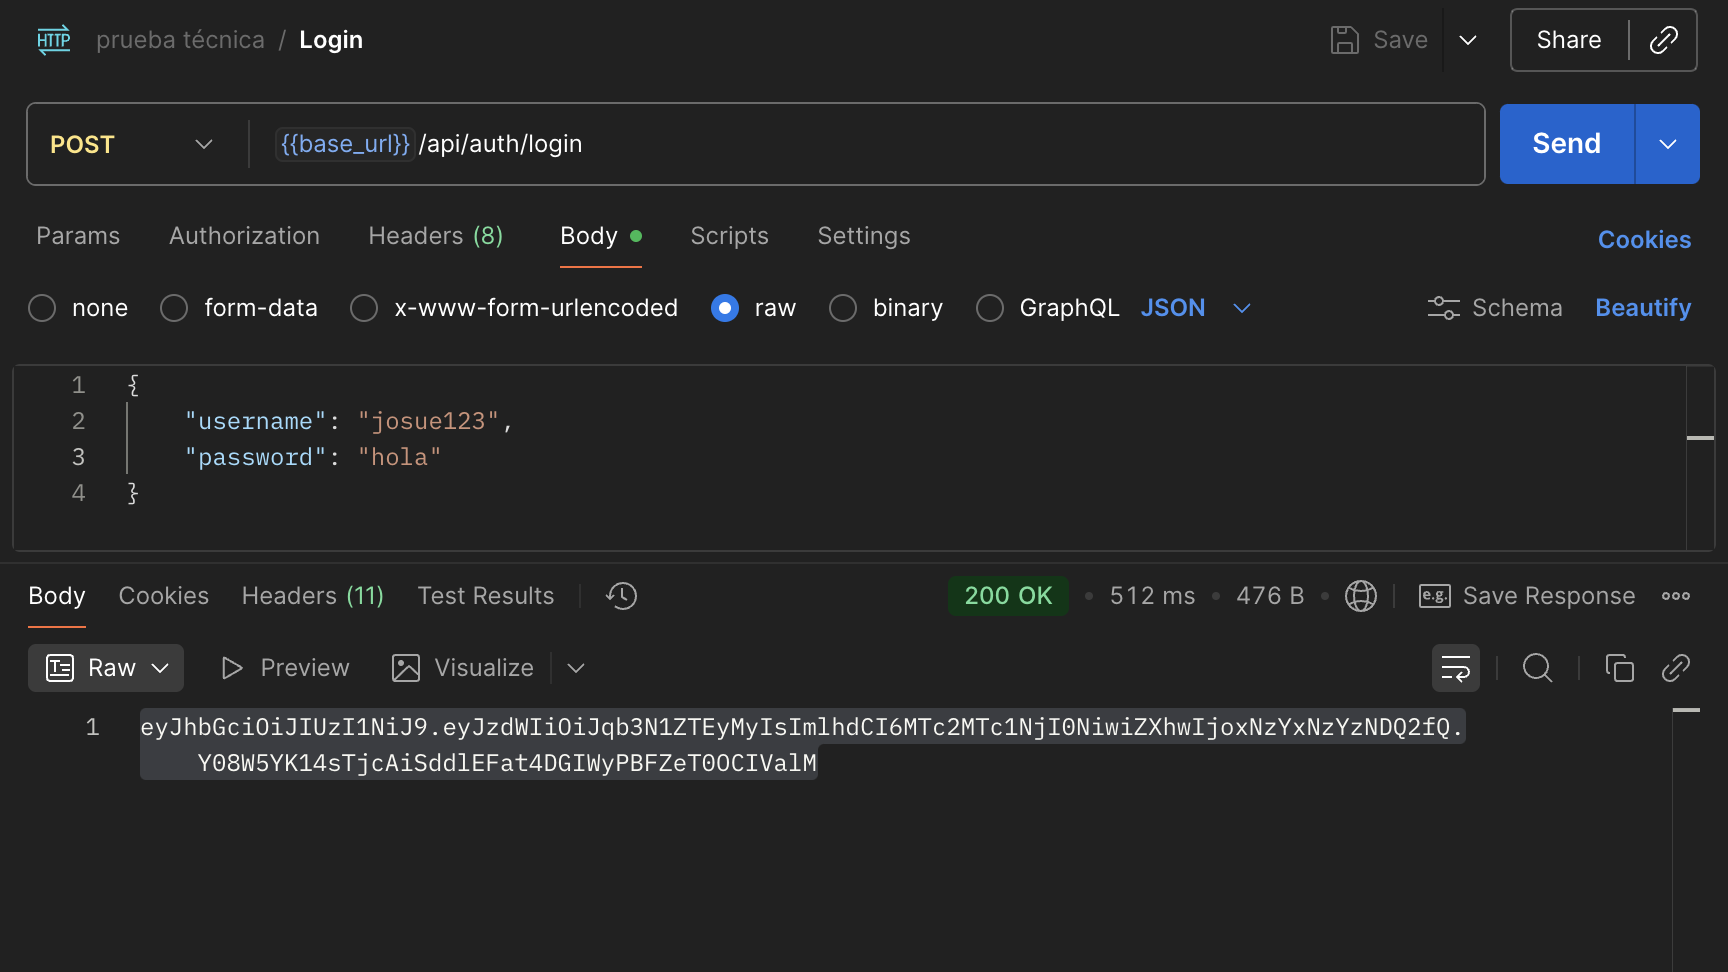 HTTP prueba técnica / Login Save Share
POST {{base_url}} /api/auth/login Send
Params Authorization Headers (8) Body Scripts Settings Cookies
none form-data x-www-form-urlencoded raw binary GraphQL JSON Schema Beautify
1 {
2 "username": "josue123",
3 "password": "hola"
4 }
Body Cookies Headers (11) Test Results 200 OK • 512 ms • 476 B • e.g. Save Response
Raw Preview Visualize
1 eyJhbGciOiJIUzI1NiJ9.eyJzdWIiOiJqb3N1ZTEyMyIsImlhdCI6MTc2MTc1NjI0NiwiZXhwIjoxNzYxNzYzNDQ2fQ.
Y08W5YK14sTjcAiSddlEFat4DGIWyPBFZeT0OCIValM